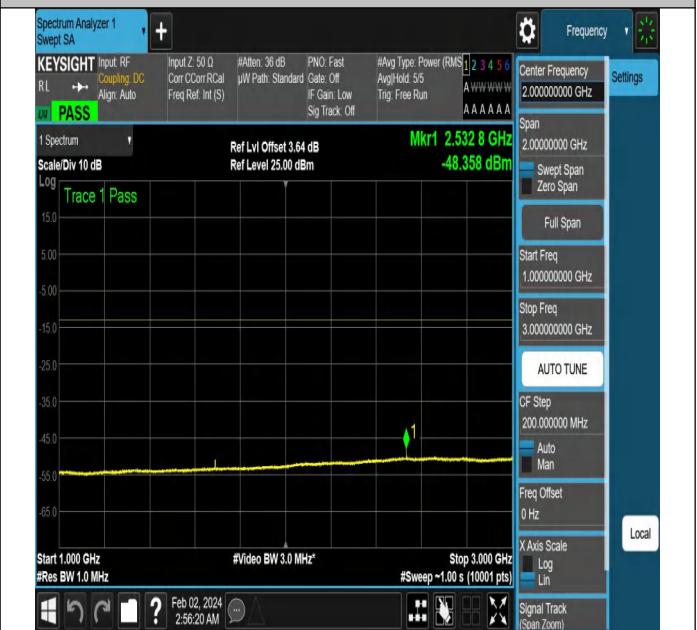 Spectrum Analyzer 1
Swept SA
+
Frequency
KEYSIGHT
RL
PASS
Input: RF
Coupling: DC
Align: Auto
Input Z: 50 Ω
Corr CCorr RCal
Freq Ref: Int (S)
#Atten: 36 dB
µW Path: Standard
PNO: Fast
Gate: Off
IF Gain: Low
Sig Track: Off
#Avg Type: Power (RMS
Avg|Hold: 5/5
Trig: Free Run
1 2 3 4 5 6
A W W W W W
A A A A A A
Settings
1 Spectrum
Scale/Div 10 dB
Log
Ref Lvl Offset 3.64 dB
Ref Level 25.00 dBm
Mkr1 2.532 8 GHz
-48.358 dBm
Trace 1 Pass
15.0
5.00
-5.00
-15.0
-25.0
-35.0
-45.0
-55.0
-65.0
1
1
Start 1.000 GHz
#Res BW 1.0 MHz
#Video BW 3.0 MHz*
Stop 3.000 GHz
#Sweep ~1.00 s (10001 pts)
Center Frequency
2.000000000 GHz
Span
2.00000000 GHz
Swept Span
Zero Span
Full Span
Start Freq
1.000000000 GHz
Stop Freq
3.000000000 GHz
AUTO TUNE
CF Step
200.000000 MHz
Auto
Man
Freq Offset
0 Hz
X Axis Scale
Log
Lin
Signal Track
(Span Zoom)
Local
?
Feb 02, 2024
2:56:20 AM